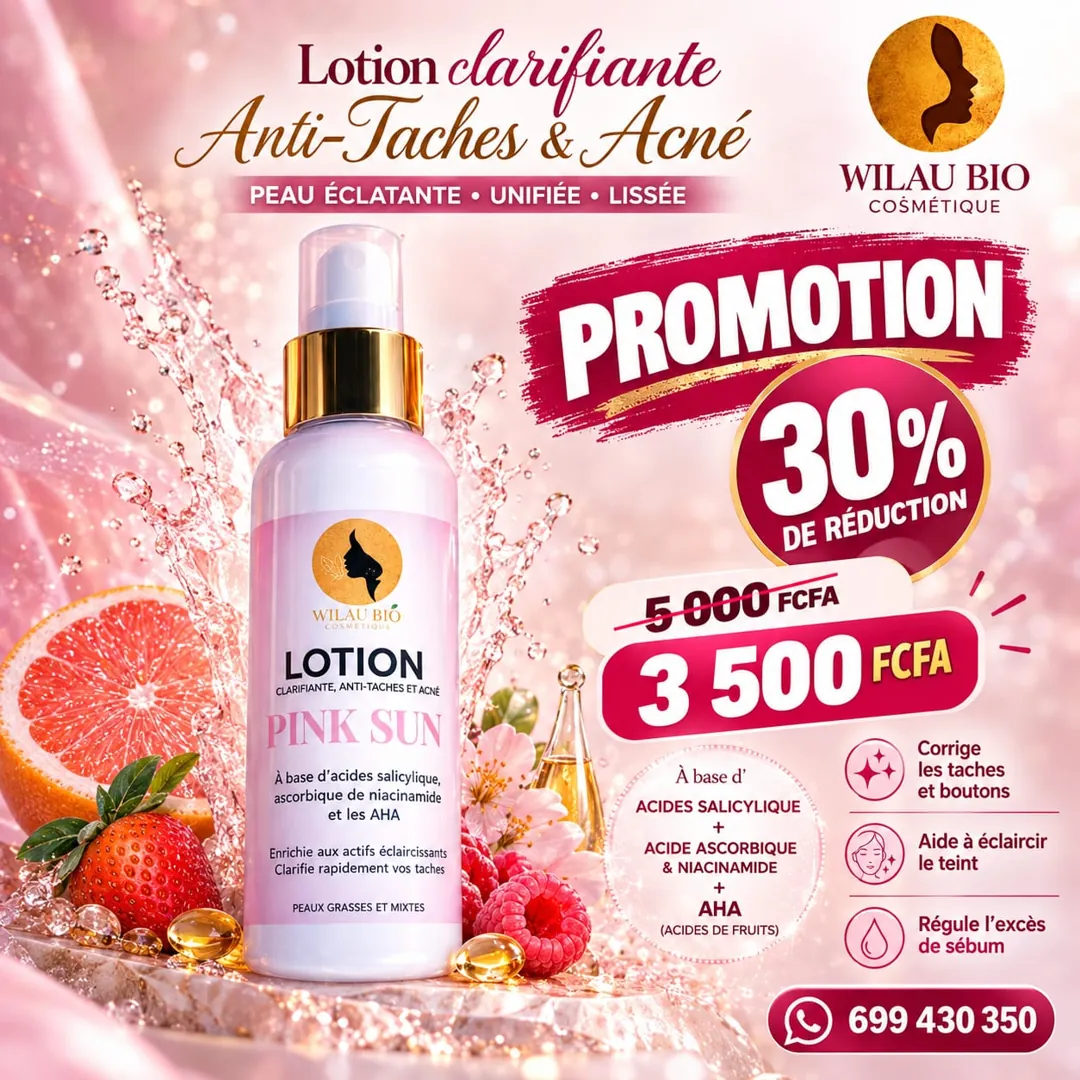 Lotion clarifiante
Anti-Taches & Acné
PEAU ÉCLATANTE • UNIFIÉE • LISSÉE
WILAU BIO
COSMÉTIQUE
PROMOTION
30%
DE RÉDUCTION
5 000 FCFA
3 500 FCFA
WILAU BIO
COSMETIQUE
LOTION
CLARIFIANTE, ANTI-TACHES ET ACNÉ
PINK SUN
À base d'acides salicylique,
ascorbique de niacinamide
et les AHA
Enrichie aux actifs éclaircissants
Clarifie rapidement vos taches
PEAUX GRASSES ET MIXTES
À base d'
ACIDES SALICYLIQUE
+
ACIDE ASCORBIQUE
& NIACINAMIDE
+
AHA
(ACIDES DE FRUITS)
Corrige
les taches
et boutons
Aide à éclaircir
le teint
Régule l'excès
de sébum
699 430 350